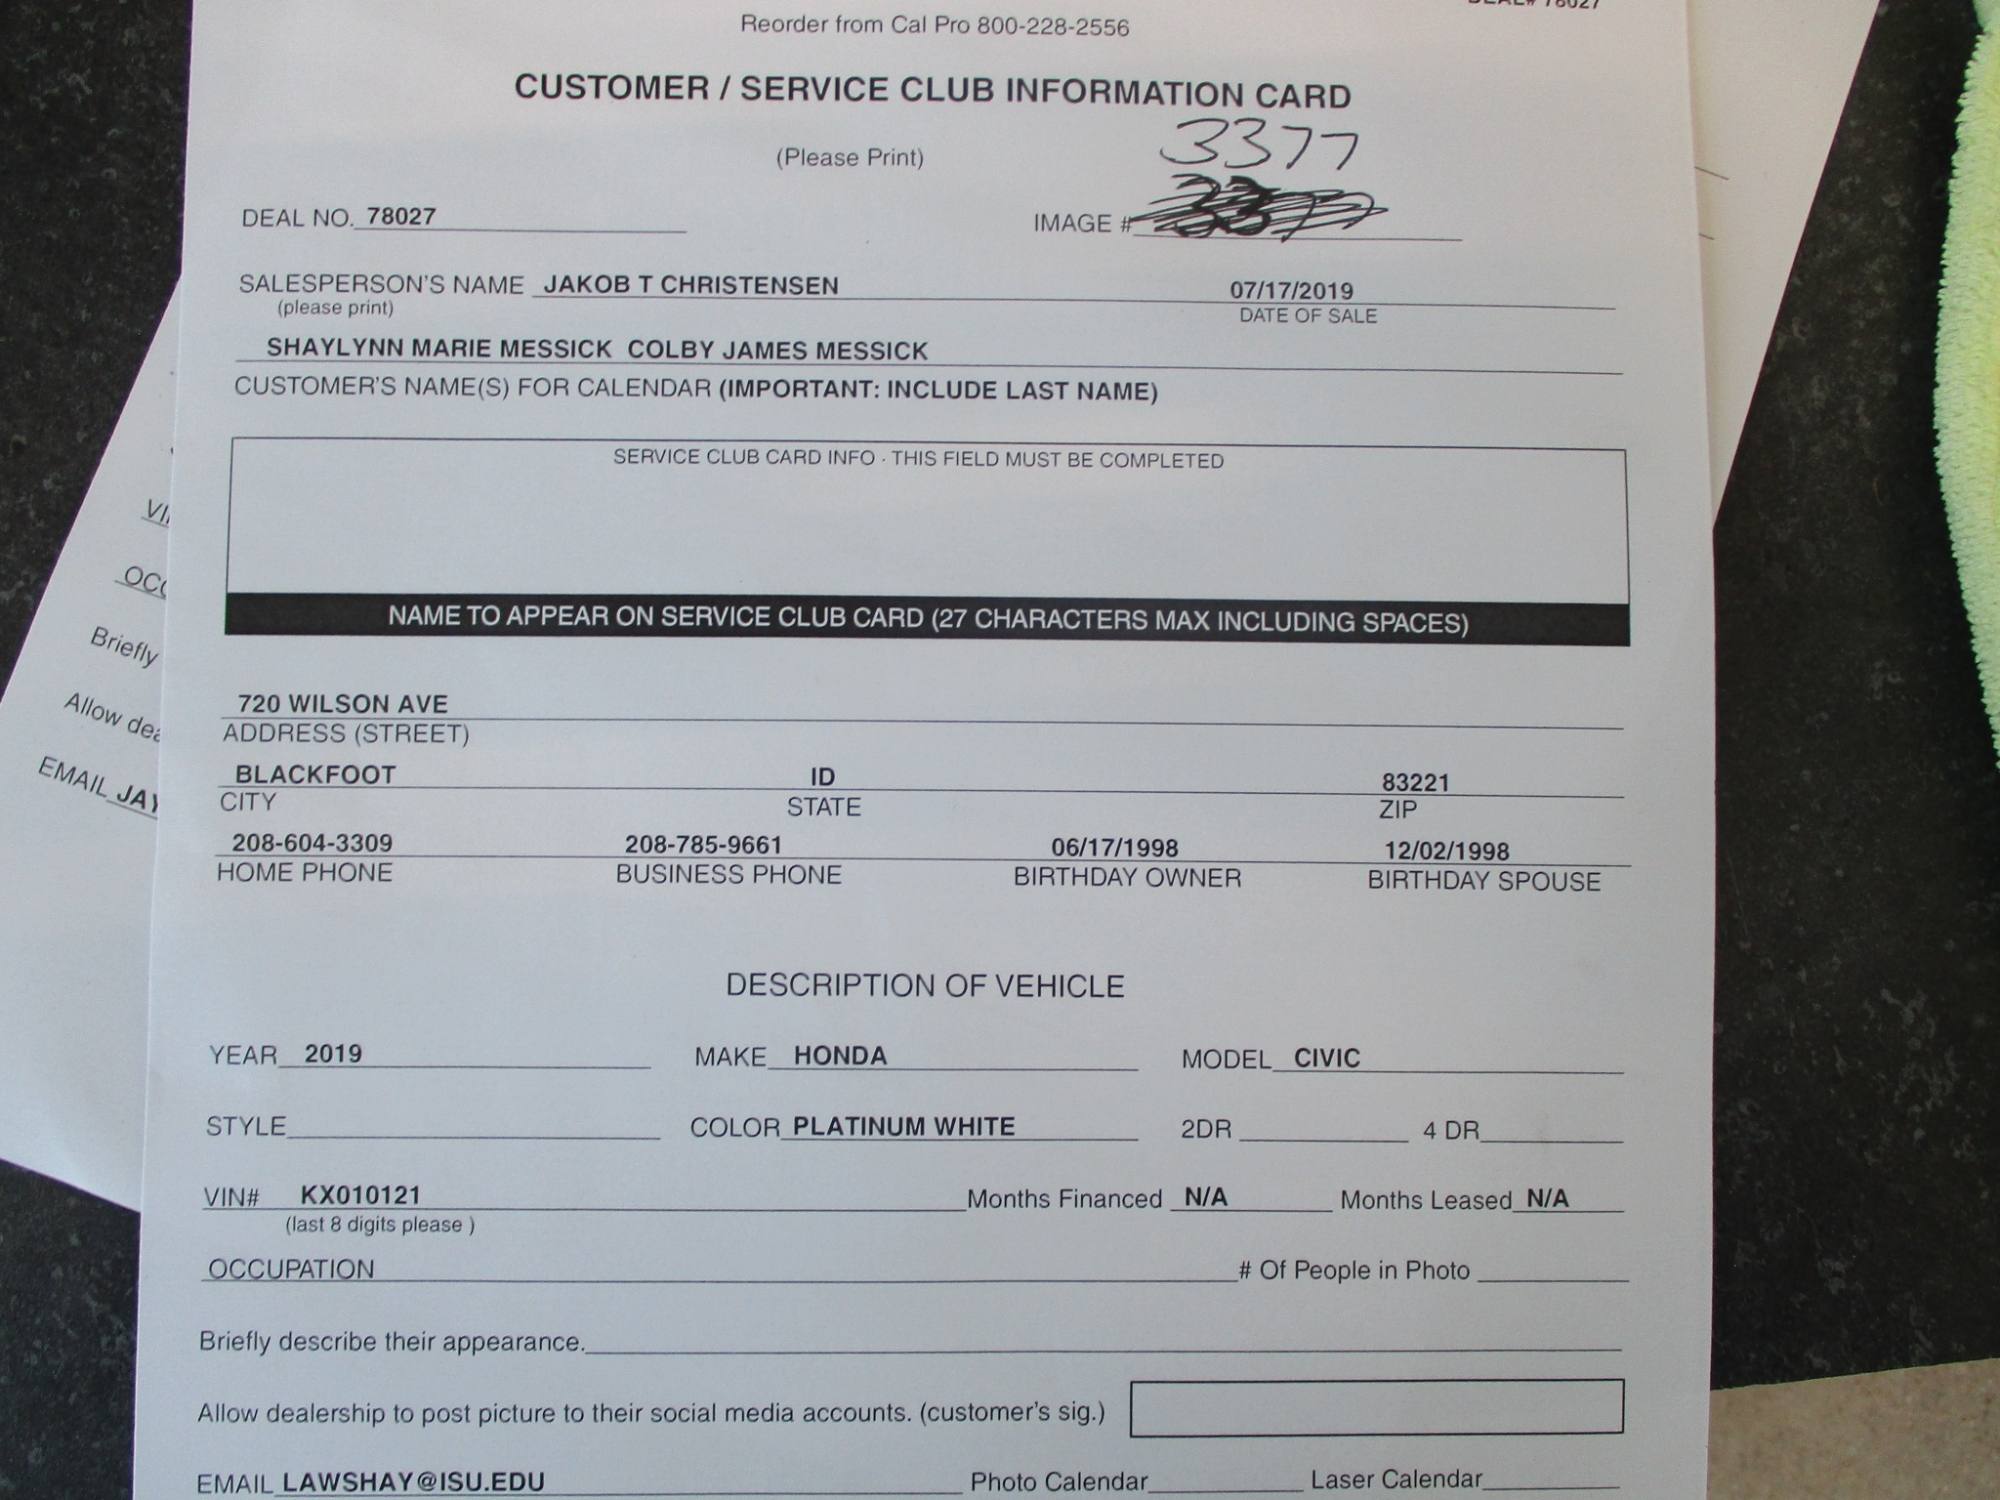 DEAL# 78027
Reorder from Cal Pro 800-228-2556
CUSTOMER / SERVICE CLUB INFORMATION CARD
3377
(Please Print)
DEAL NO. 78027 IMAGE #
SALESPERSON'S NAME JAKOB T CHRISTENSEN 07/17/2019
(please print) DATE OF SALE
SHAYLYNN MARIE MESSICK COLBY JAMES MESSICK
CUSTOMER'S NAME(S) FOR CALENDAR (IMPORTANT: INCLUDE LAST NAME)
SERVICE CLUB CARD INFO · THIS FIELD MUST BE COMPLETED
NAME TO APPEAR ON SERVICE CLUB CARD (27 CHARACTERS MAX INCLUDING SPACES)
720 WILSON AVE
ADDRESS (STREET)
BLACKFOOT ID 83221
CITY STATE ZIP
208-604-3309 208-785-9661 06/17/1998 12/02/1998
HOME PHONE BUSINESS PHONE BIRTHDAY OWNER BIRTHDAY SPOUSE
DESCRIPTION OF VEHICLE
YEAR 2019 MAKE HONDA MODEL CIVIC
STYLE COLOR PLATINUM WHITE 2DR 4 DR
VIN# KX010121 Months Financed N/A Months Leased N/A
(last 8 digits please )
OCCUPATION # Of People in Photo
Briefly describe their appearance.
Allow dealership to post picture to their social media accounts. (customer's sig.)
EMAIL LAWSHAY@ISU.EDU Photo Calendar Laser Calendar
Briefly
Allow
EMAIL